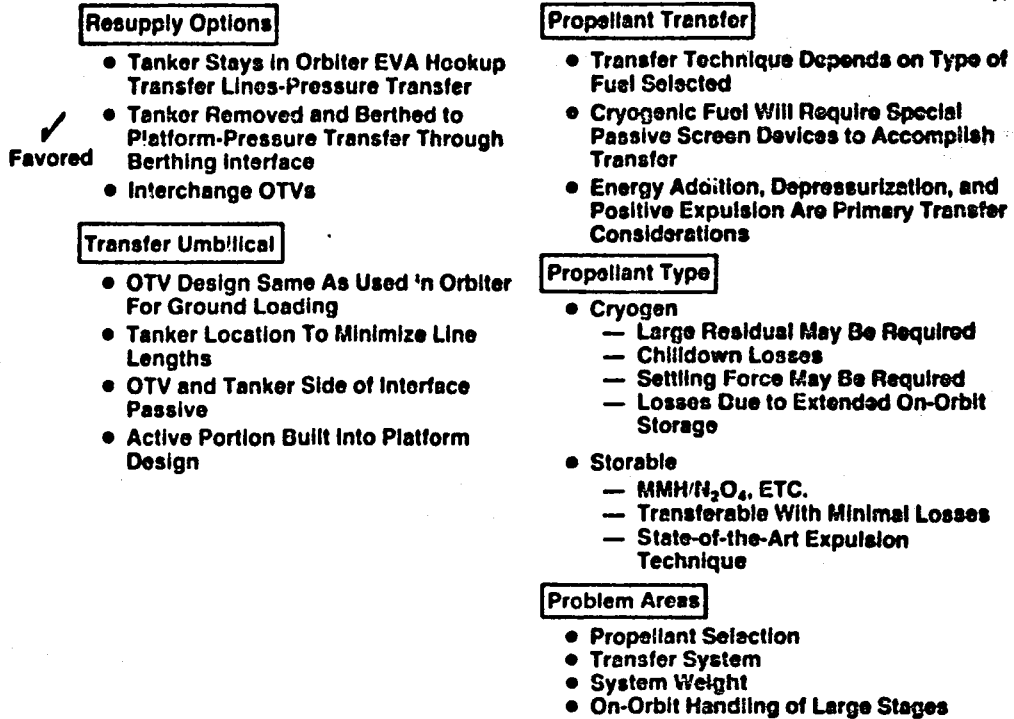 Resupply Options
● Tanker Stays in Orbiter EVA Hookup
Transfer Lines-Pressure Transfer
✓
Favored
● Tanker Removed and Berthed to
Platform-Pressure Transfer Through
Berthing Interface
● Interchange OTVs
Transfer Umbilical
● OTV Design Same As Used in Orbiter
For Ground Loading
● Tanker Location To Minimize Line
Lengths
● OTV and Tanker Side of Interface
Passive
● Active Portion Built Into Platform
Design
Propellant Transfer
● Transfer Technique Depends on Type of
Fuel Selected
● Cryogenic Fuel Will Require Special
Passive Screen Devices to Accomplish
Transfer
● Energy Addition, Depressurization, and
Positive Expulsion Are Primary Transfer
Considerations
Propellant Type
● Cryogen
— Large Residual May Be Required
— Chilldown Losses
— Settling Force May Be Required
— Losses Due to Extended On-Orbit
Storage
● Storable
— MMH/N₂O₄, ETC.
— Transferable With Minimal Losses
— State-of-the-Art Expulsion
Technique
Problem Areas
● Propellant Selection
● Transfer System
● System Weight
● On-Orbit Handling of Large Stages